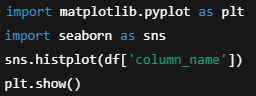 import matplotlib.pyplot as plt
import seaborn as sns
sns.histplot(df['column_name'])
plt.show()